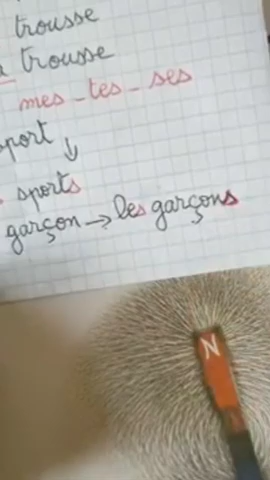 trousse
a trousse
mes - tes - ses
sport ↓
sports
garçon → les garçons
N